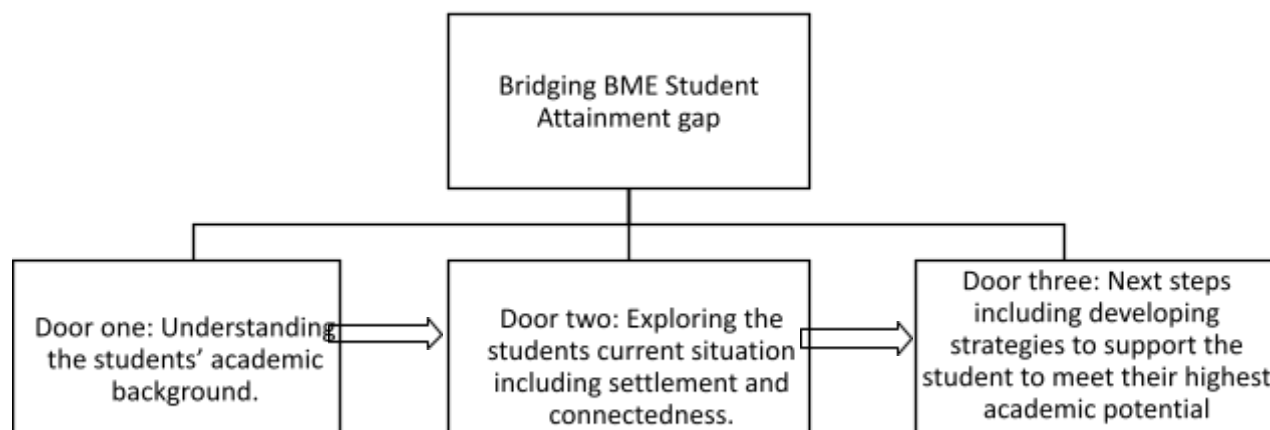 Bridging BME Student
Attainment gap
Door one: Understanding
the students’ academic
background.
Door two: Exploring the
students current situation
including settlement and
connectedness.
Door three: Next steps
including developing
strategies to support the
student to meet their highest
academic potential